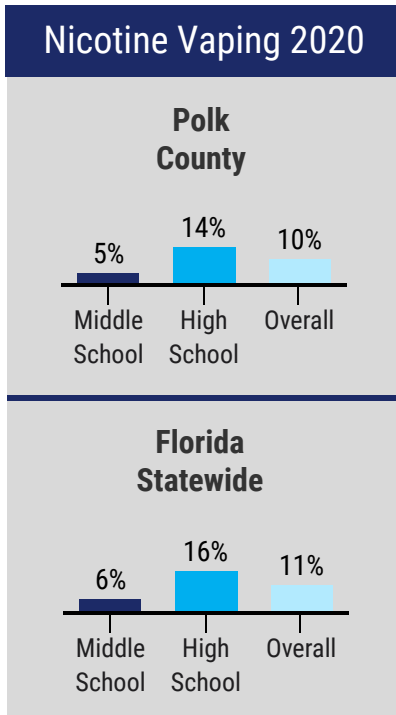 Nicotine Vaping 2020
Polk
County
5%
14%
10%
Middle
School
High
School
Overall
Florida
Statewide
6%
16%
11%
Middle
School
High
School
Overall